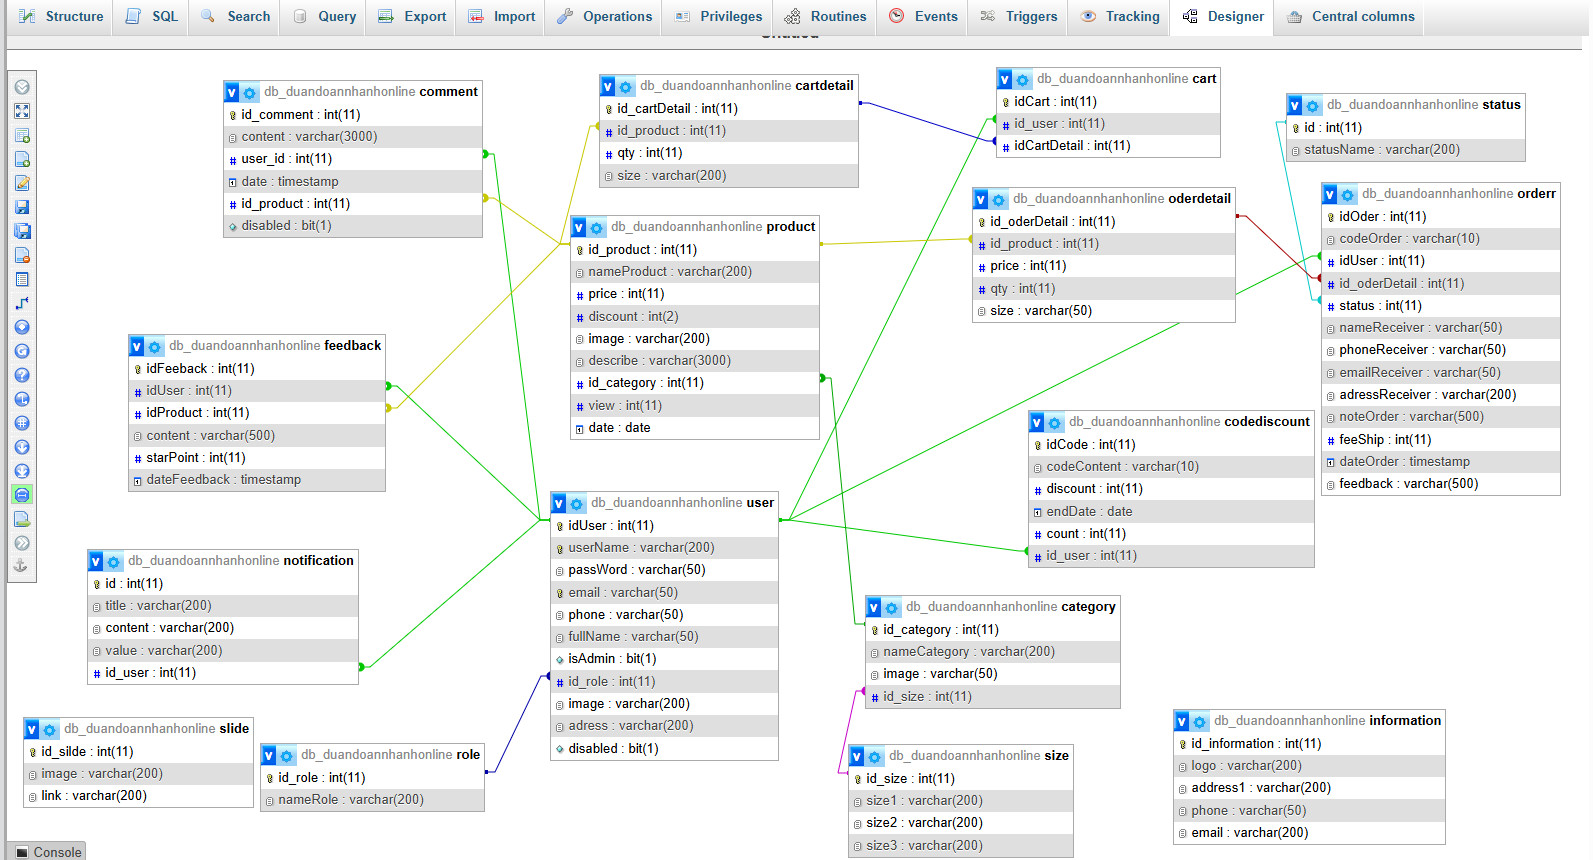 Structure SQL Search Query Export Import Operations Privileges Routines Events Triggers Tracking Designer Central columns
v db_duandoannhanhonline comment
id_comment : int(11)
content : varchar(3000)
user_id : int(11)
date : timestamp
id_product : int(11)
disabled : bit(1)
v db_duandoannhanhonline cartdetail
id_cartDetail : int(11)
# id_product : int(11)
# qty : int(11)
size : varchar(200)
v db_duandoannhanhonline cart
idCart : int(11)
# id_user : int(11)
# idCartDetail : int(11)
v db_duandoannhanhonline status
id : int(11)
statusName : varchar(200)
v db_duandoannhanhonline product
id_product : int(11)
nameProduct : varchar(200)
# price : int(11)
# discount : int(2)
image : varchar(200)
describe : varchar(3000)
# id_category : int(11)
# view : int(11)
date : date
v db_duandoannhanhonline oderdetail
id_oderDetail : int(11)
# id_product : int(11)
# price : int(11)
# qty : int(11)
size : varchar(50)
v db_duandoannhanhonline orderr
idOder : int(11)
codeOrder : varchar(10)
# idUser : int(11)
# id_oderDetail : int(11)
# status : int(11)
nameReceiver : varchar(50)
phoneReceiver : varchar(50)
emailReceiver : varchar(50)
adressReceiver : varchar(200)
noteOrder : varchar(500)
# feeShip : int(11)
dateOrder : timestamp
feedback : varchar(500)
v db_duandoannhanhonline feedback
idFeeback : int(11)
# idUser : int(11)
# idProduct : int(11)
content : varchar(500)
# starPoint : int(11)
dateFeedback : timestamp
v db_duandoannhanhonline codediscount
idCode : int(11)
codeContent : varchar(10)
# discount : int(11)
endDate : date
# count : int(11)
# id_user : int(11)
v db_duandoannhanhonline user
idUser : int(11)
userName : varchar(200)
passWord : varchar(50)
email : varchar(50)
phone : varchar(50)
fullName : varchar(50)
isAdmin : bit(1)
# id_role : int(11)
image : varchar(200)
adress : varchar(200)
disabled : bit(1)
v db_duandoannhanhonline notification
id : int(11)
title : varchar(200)
content : varchar(200)
value : varchar(200)
# id_user : int(11)
v db_duandoannhanhonline category
id_category : int(11)
nameCategory : varchar(200)
image : varchar(50)
# id_size : int(11)
v db_duandoannhanhonline slide
id_silde : int(11)
image : varchar(200)
link : varchar(200)
v db_duandoannhanhonline role
id_role : int(11)
nameRole : varchar(200)
v db_duandoannhanhonline size
id_size : int(11)
size1 : varchar(200)
size2 : varchar(200)
size3 : varchar(200)
v db_duandoannhanhonline information
id_information : int(11)
logo : varchar(200)
address1 : varchar(200)
phone : varchar(50)
email : varchar(200)
Console